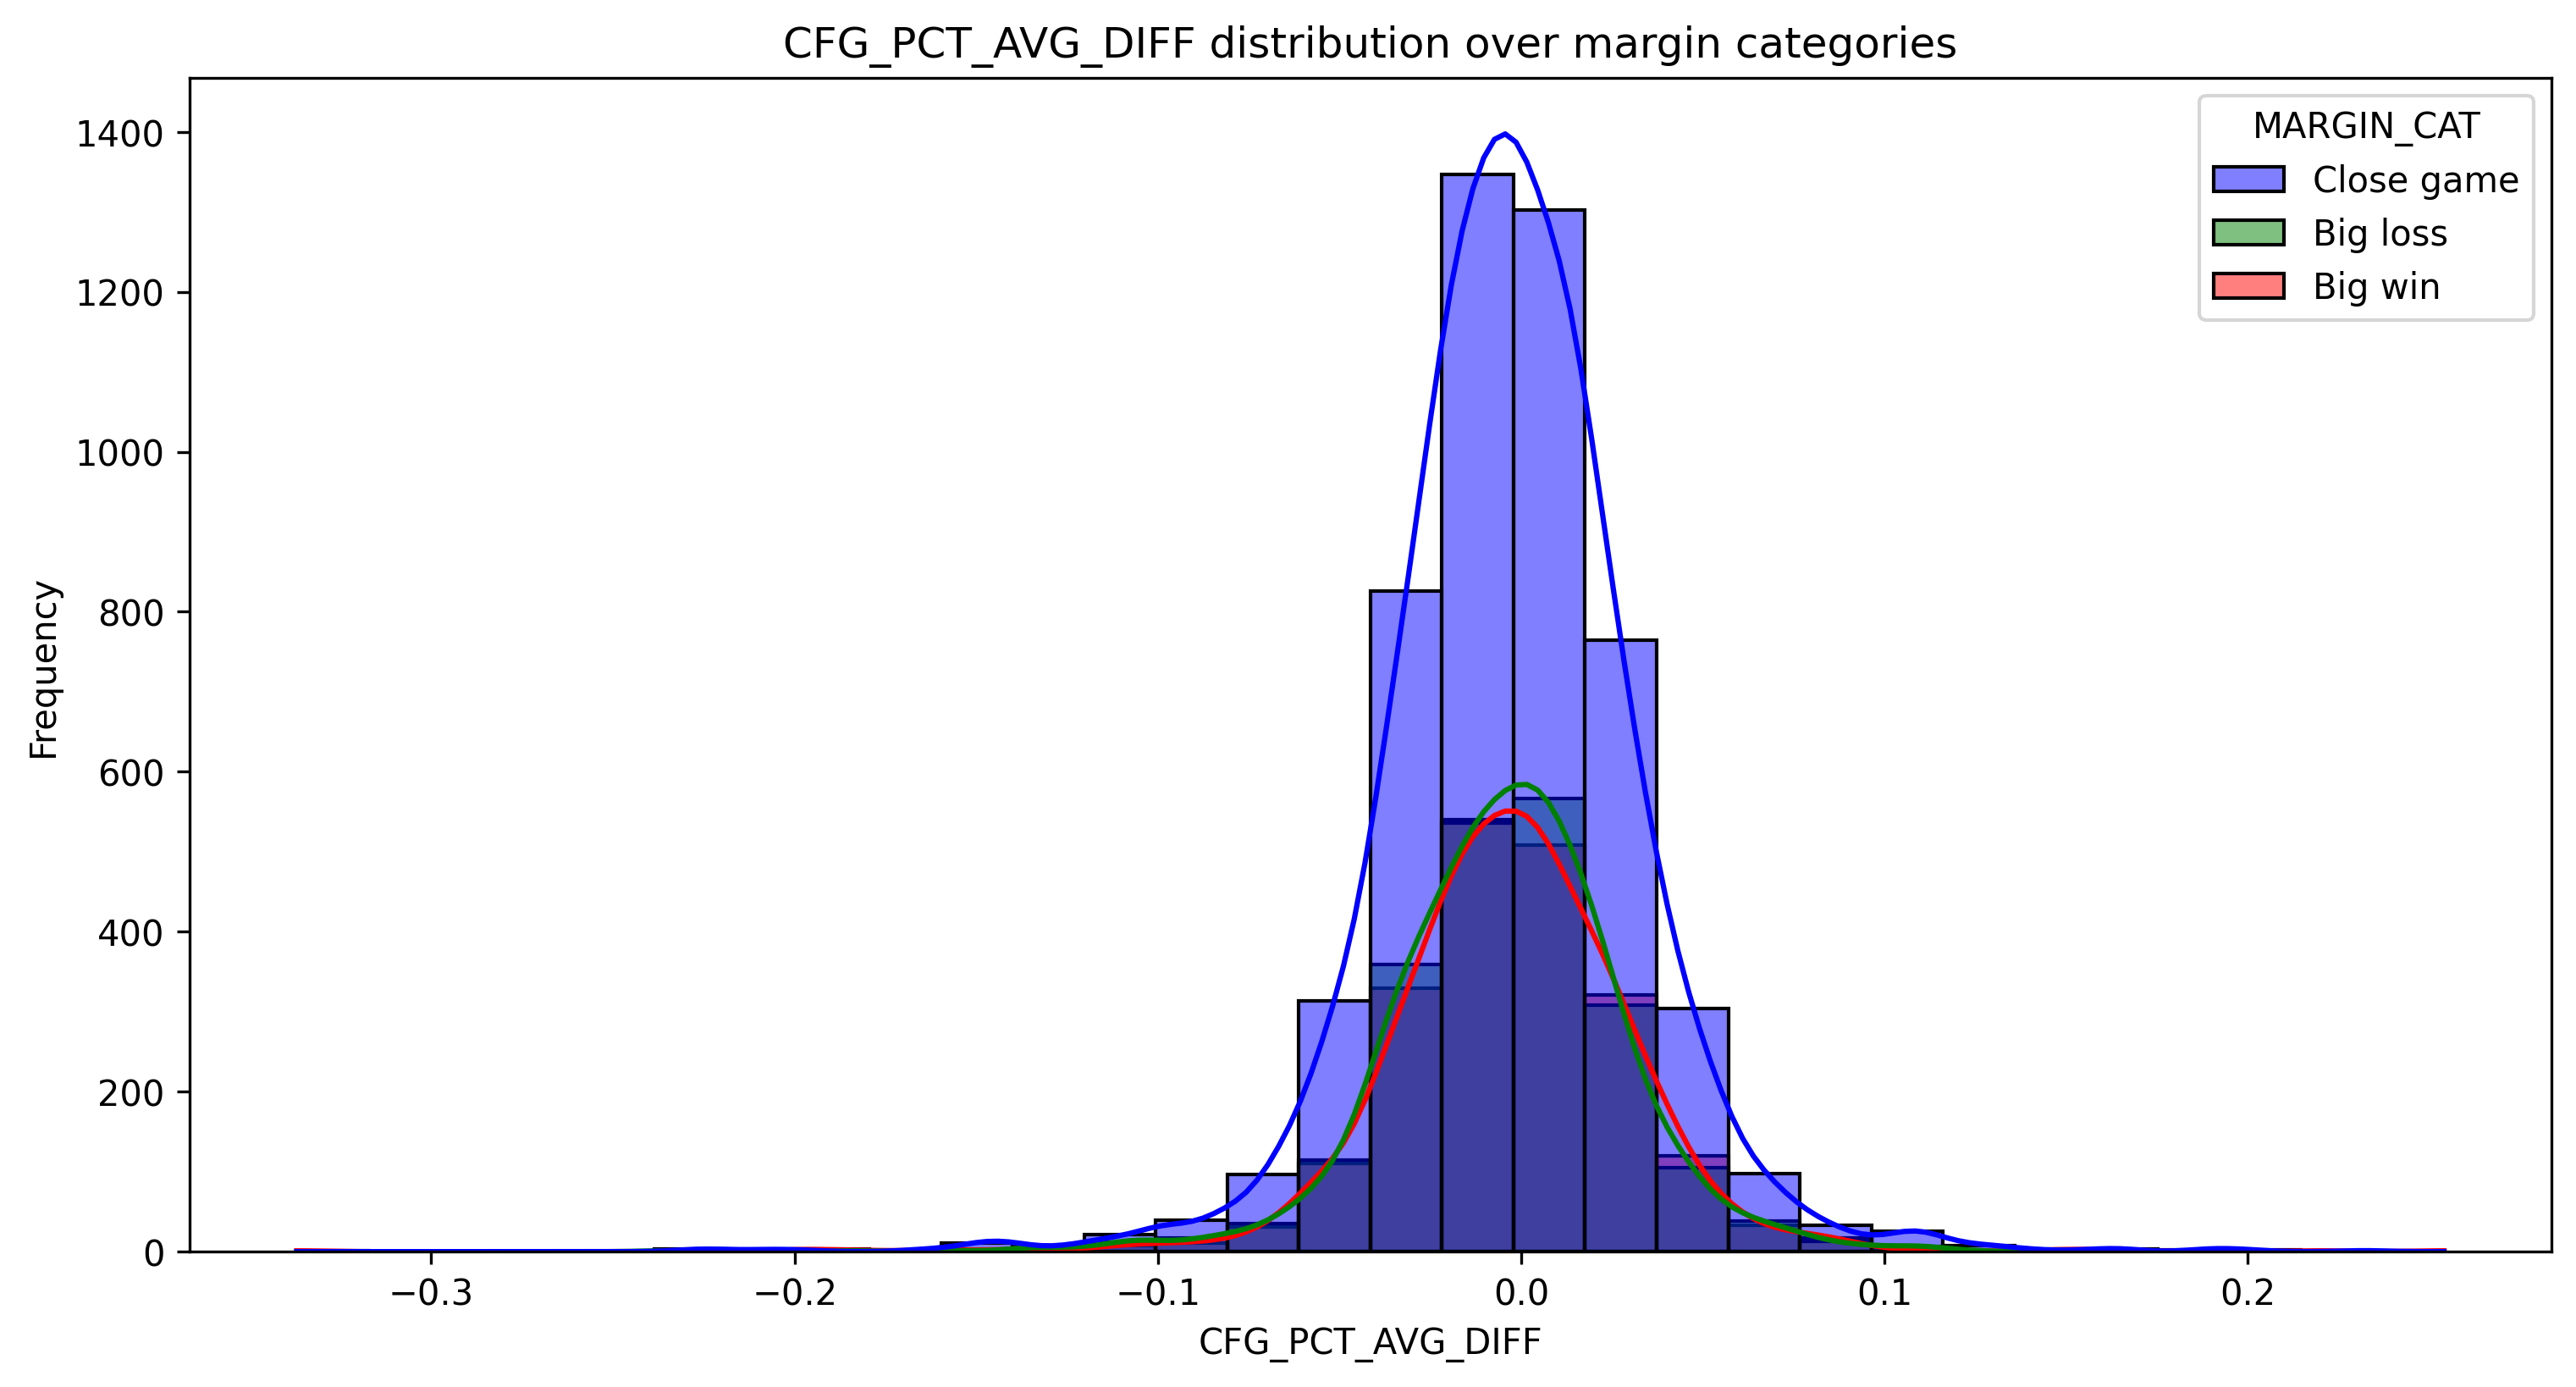 CFG_PCT_AVG_DIFF distribution over margin categories
MARGIN_CAT
Close game
Big loss
Big win
Frequency
1400
1200
1000
800
600
400
200
0
−0.3 −0.2 −0.1 0.0 0.1 0.2
CFG_PCT_AVG_DIFF